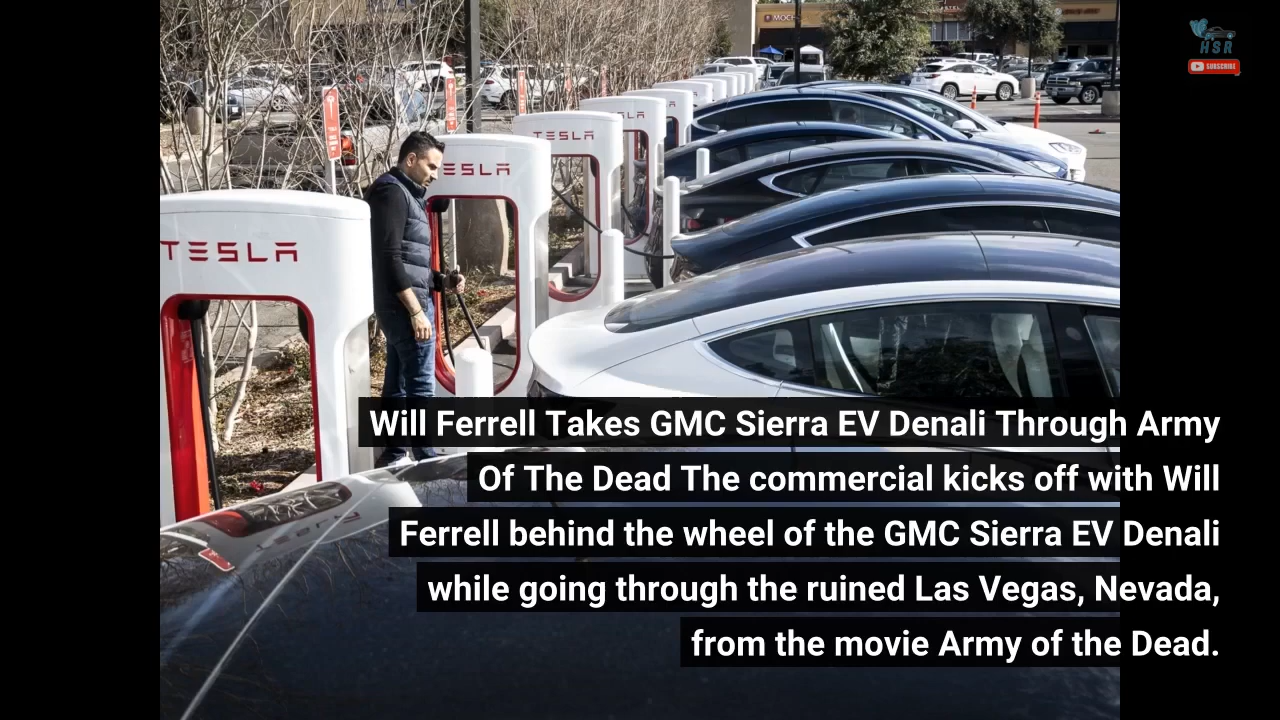 HSR
SUBSCRIBE
MOCH
TESLA
TESLA
TESLA
TESLA
Will Ferrell Takes GMC Sierra EV Denali Through Army
Of The Dead The commercial kicks off with Will
Ferrell behind the wheel of the GMC Sierra EV Denali
while going through the ruined Las Vegas, Nevada,
from the movie Army of the Dead.